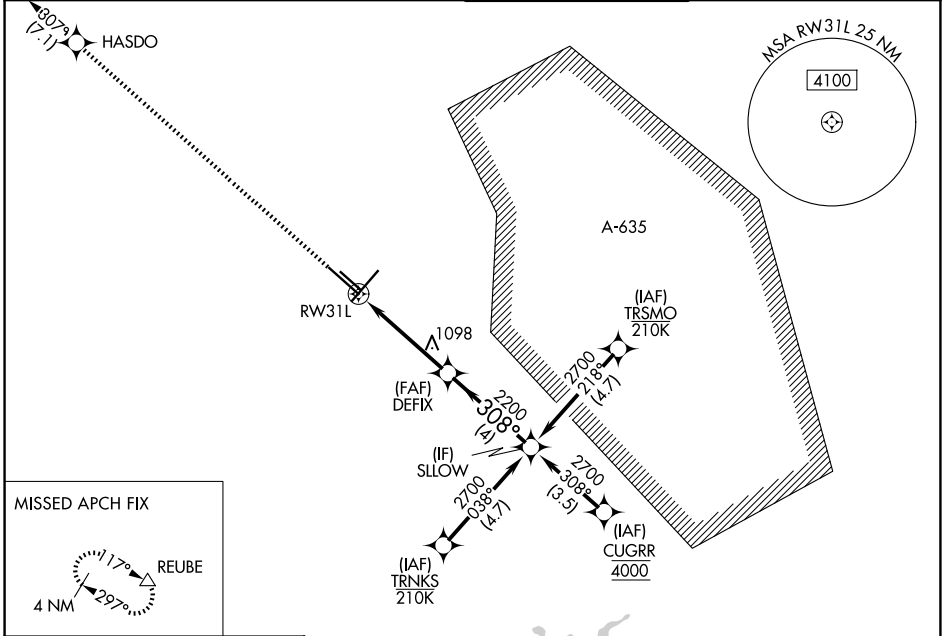 307°
(7.1)
HASDO
MSA RW31L 25 NM
4100
A-635
(IAF)
TRSMO
210K
RW31L
1098
2700
218°
(4.7)
(FAF)
DEFIX
2200
308°
(4)
(IF)
SLLOW
2700
308°
(3.5)
2700
038°
(4.7)
(IAF)
CUGRR
4000
(IAF)
TRNKS
210K
MISSED APCH FIX
117°
REUBE
4 NM
297°